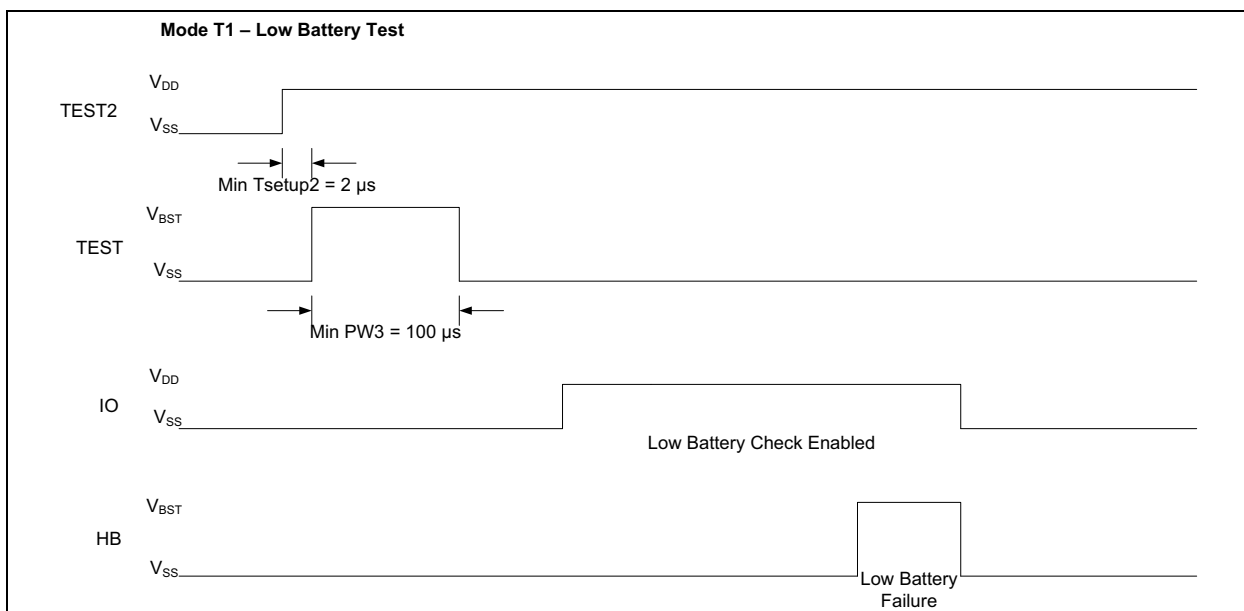 Mode T1 – Low Battery Test
VDD
TEST2
VSS
Min Tsetup2 = 2 µs
VBST
TEST
VSS
Min PW3 = 100 µs
VDD
IO
VSS
Low Battery Check Enabled
VBST
HB
VSS
Low Battery
Failure